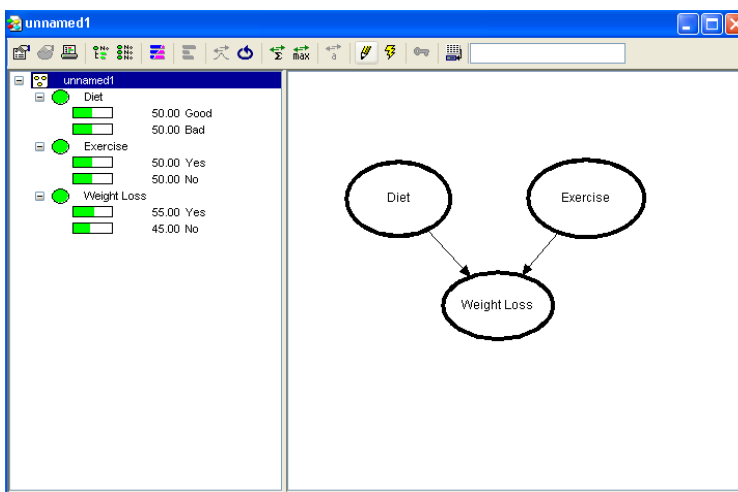 unnamed1
Σ max a
unnamed1
Diet
50.00 Good
50.00 Bad
Exercise
50.00 Yes
50.00 No
Weight Loss
55.00 Yes
45.00 No
Diet
Exercise
Weight Loss